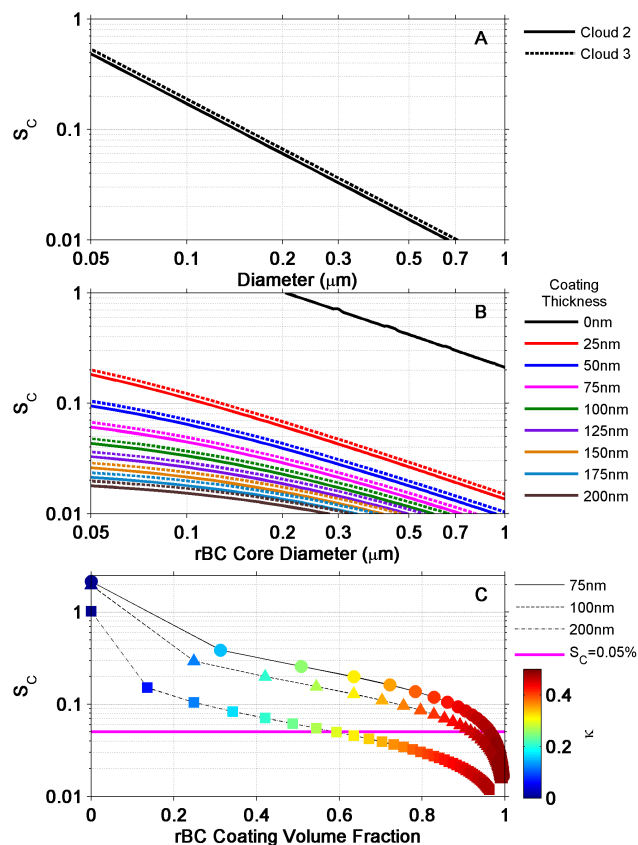 A
Cloud 2
Cloud 3
1
0.1
0.01
S_C
0.05 0.1 0.2 0.3 0.5 0.7 1
Diameter (μm)
B
1
0.1
0.01
S_C
0.05 0.1 0.2 0.3 0.5 0.7 1
rBC Core Diameter (μm)
Coating
Thickness
0nm
25nm
50nm
75nm
100nm
125nm
150nm
175nm
200nm
C
1
0.1
0.01
S_C
0 0.2 0.4 0.6 0.8 1
rBC Coating Volume Fraction
75nm
100nm
200nm
S_C=0.05%
0.4
0.2
0
κ